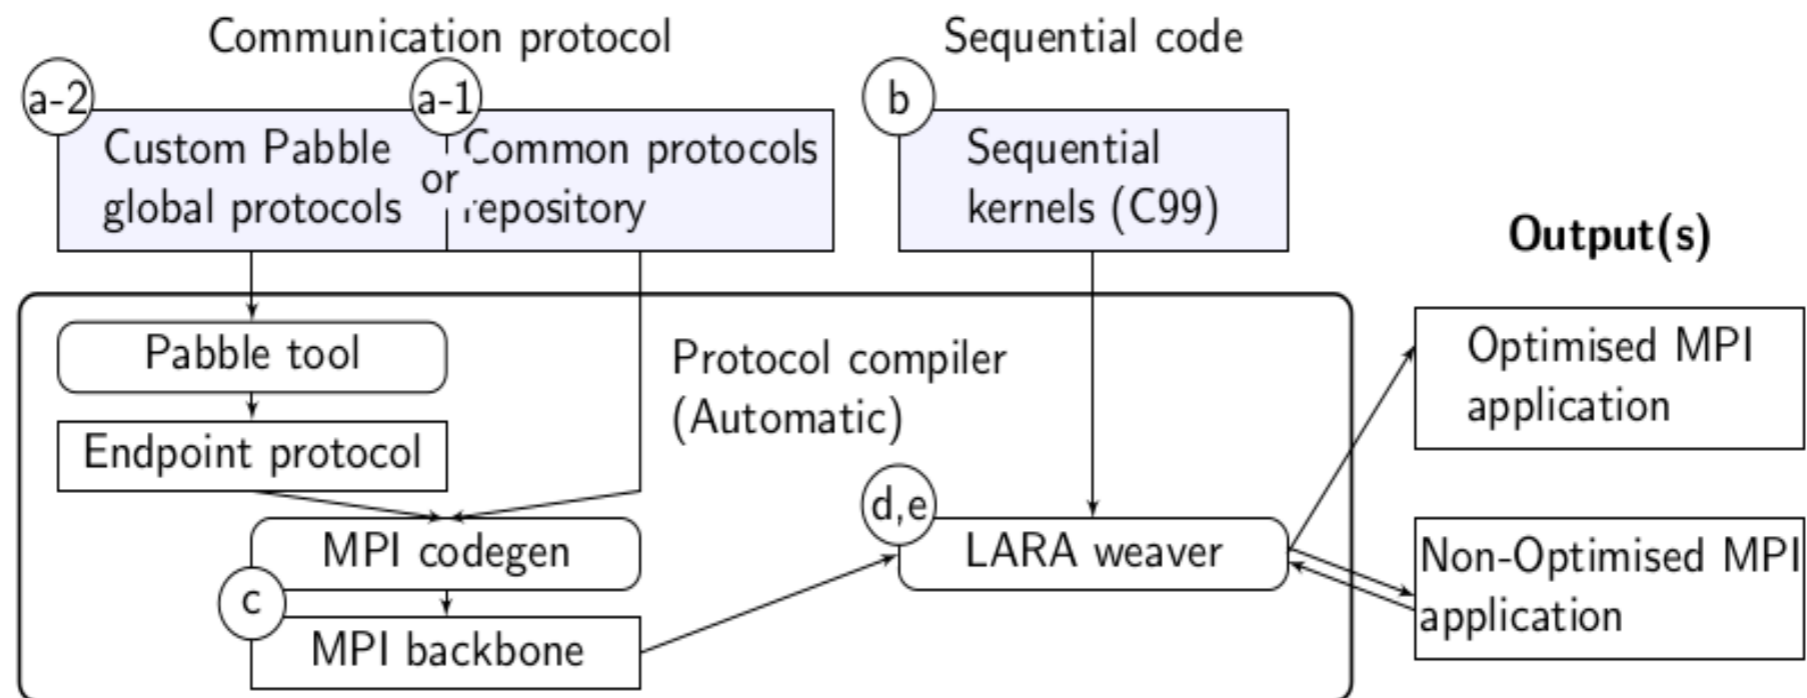 Communication protocol
Sequential code
a-2
a-1
b
Custom Pabble
global protocols
or
Common protocols
repository
Sequential
kernels (C99)
Output(s)
Pabble tool
Protocol compiler
(Automatic)
Optimised MPI
application
Endpoint protocol
d,e
MPI codegen
LARA weaver
Non-Optimised MPI
application
c
MPI backbone